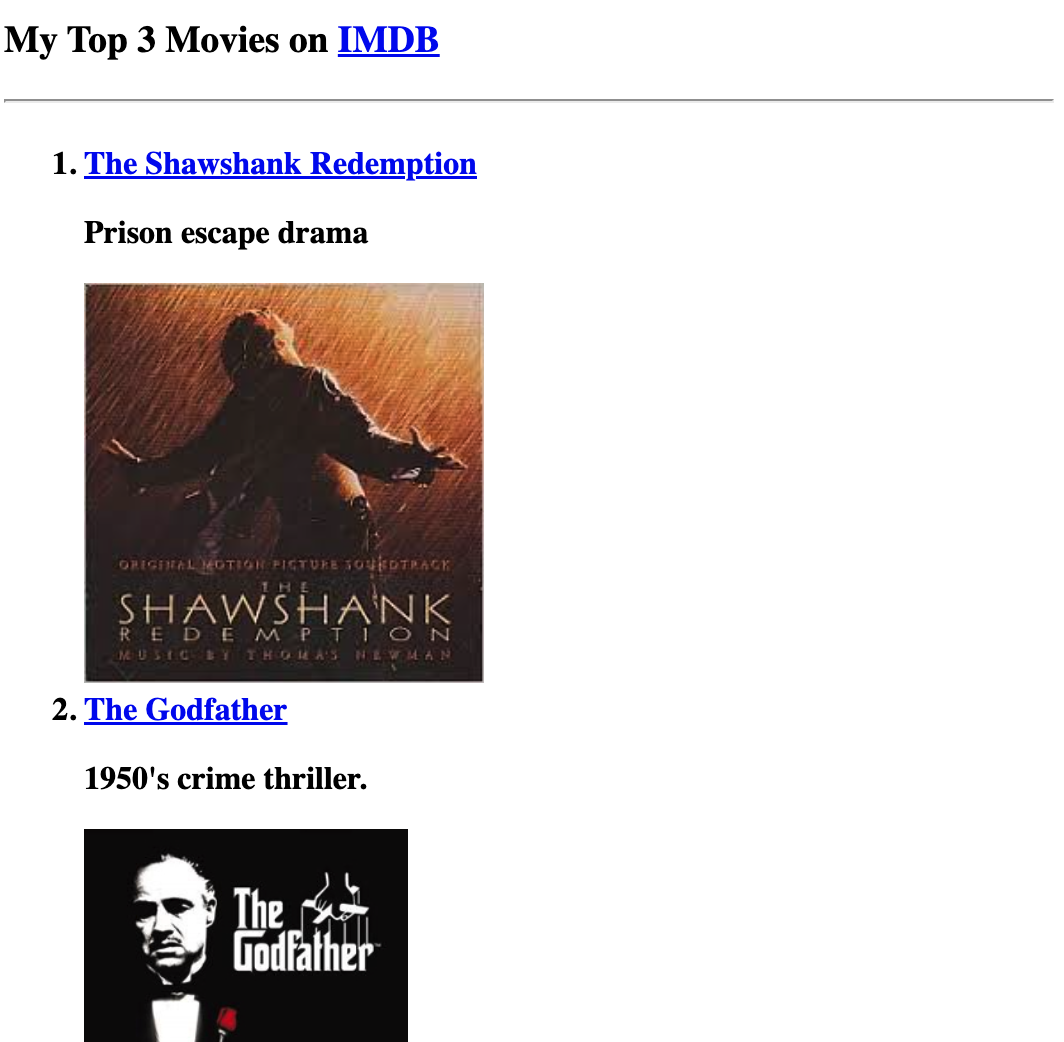 My Top 3 Movies on IMDB
1. The Shawshank Redemption
Prison escape drama
ORIGINAL MOTION PICTURE SOUNDTRACK
THE
SHAWSHANK
REDEMPTION
MUSIC BY THOMAS NEWMAN
2. The Godfather
1950's crime thriller.
The
Godfather